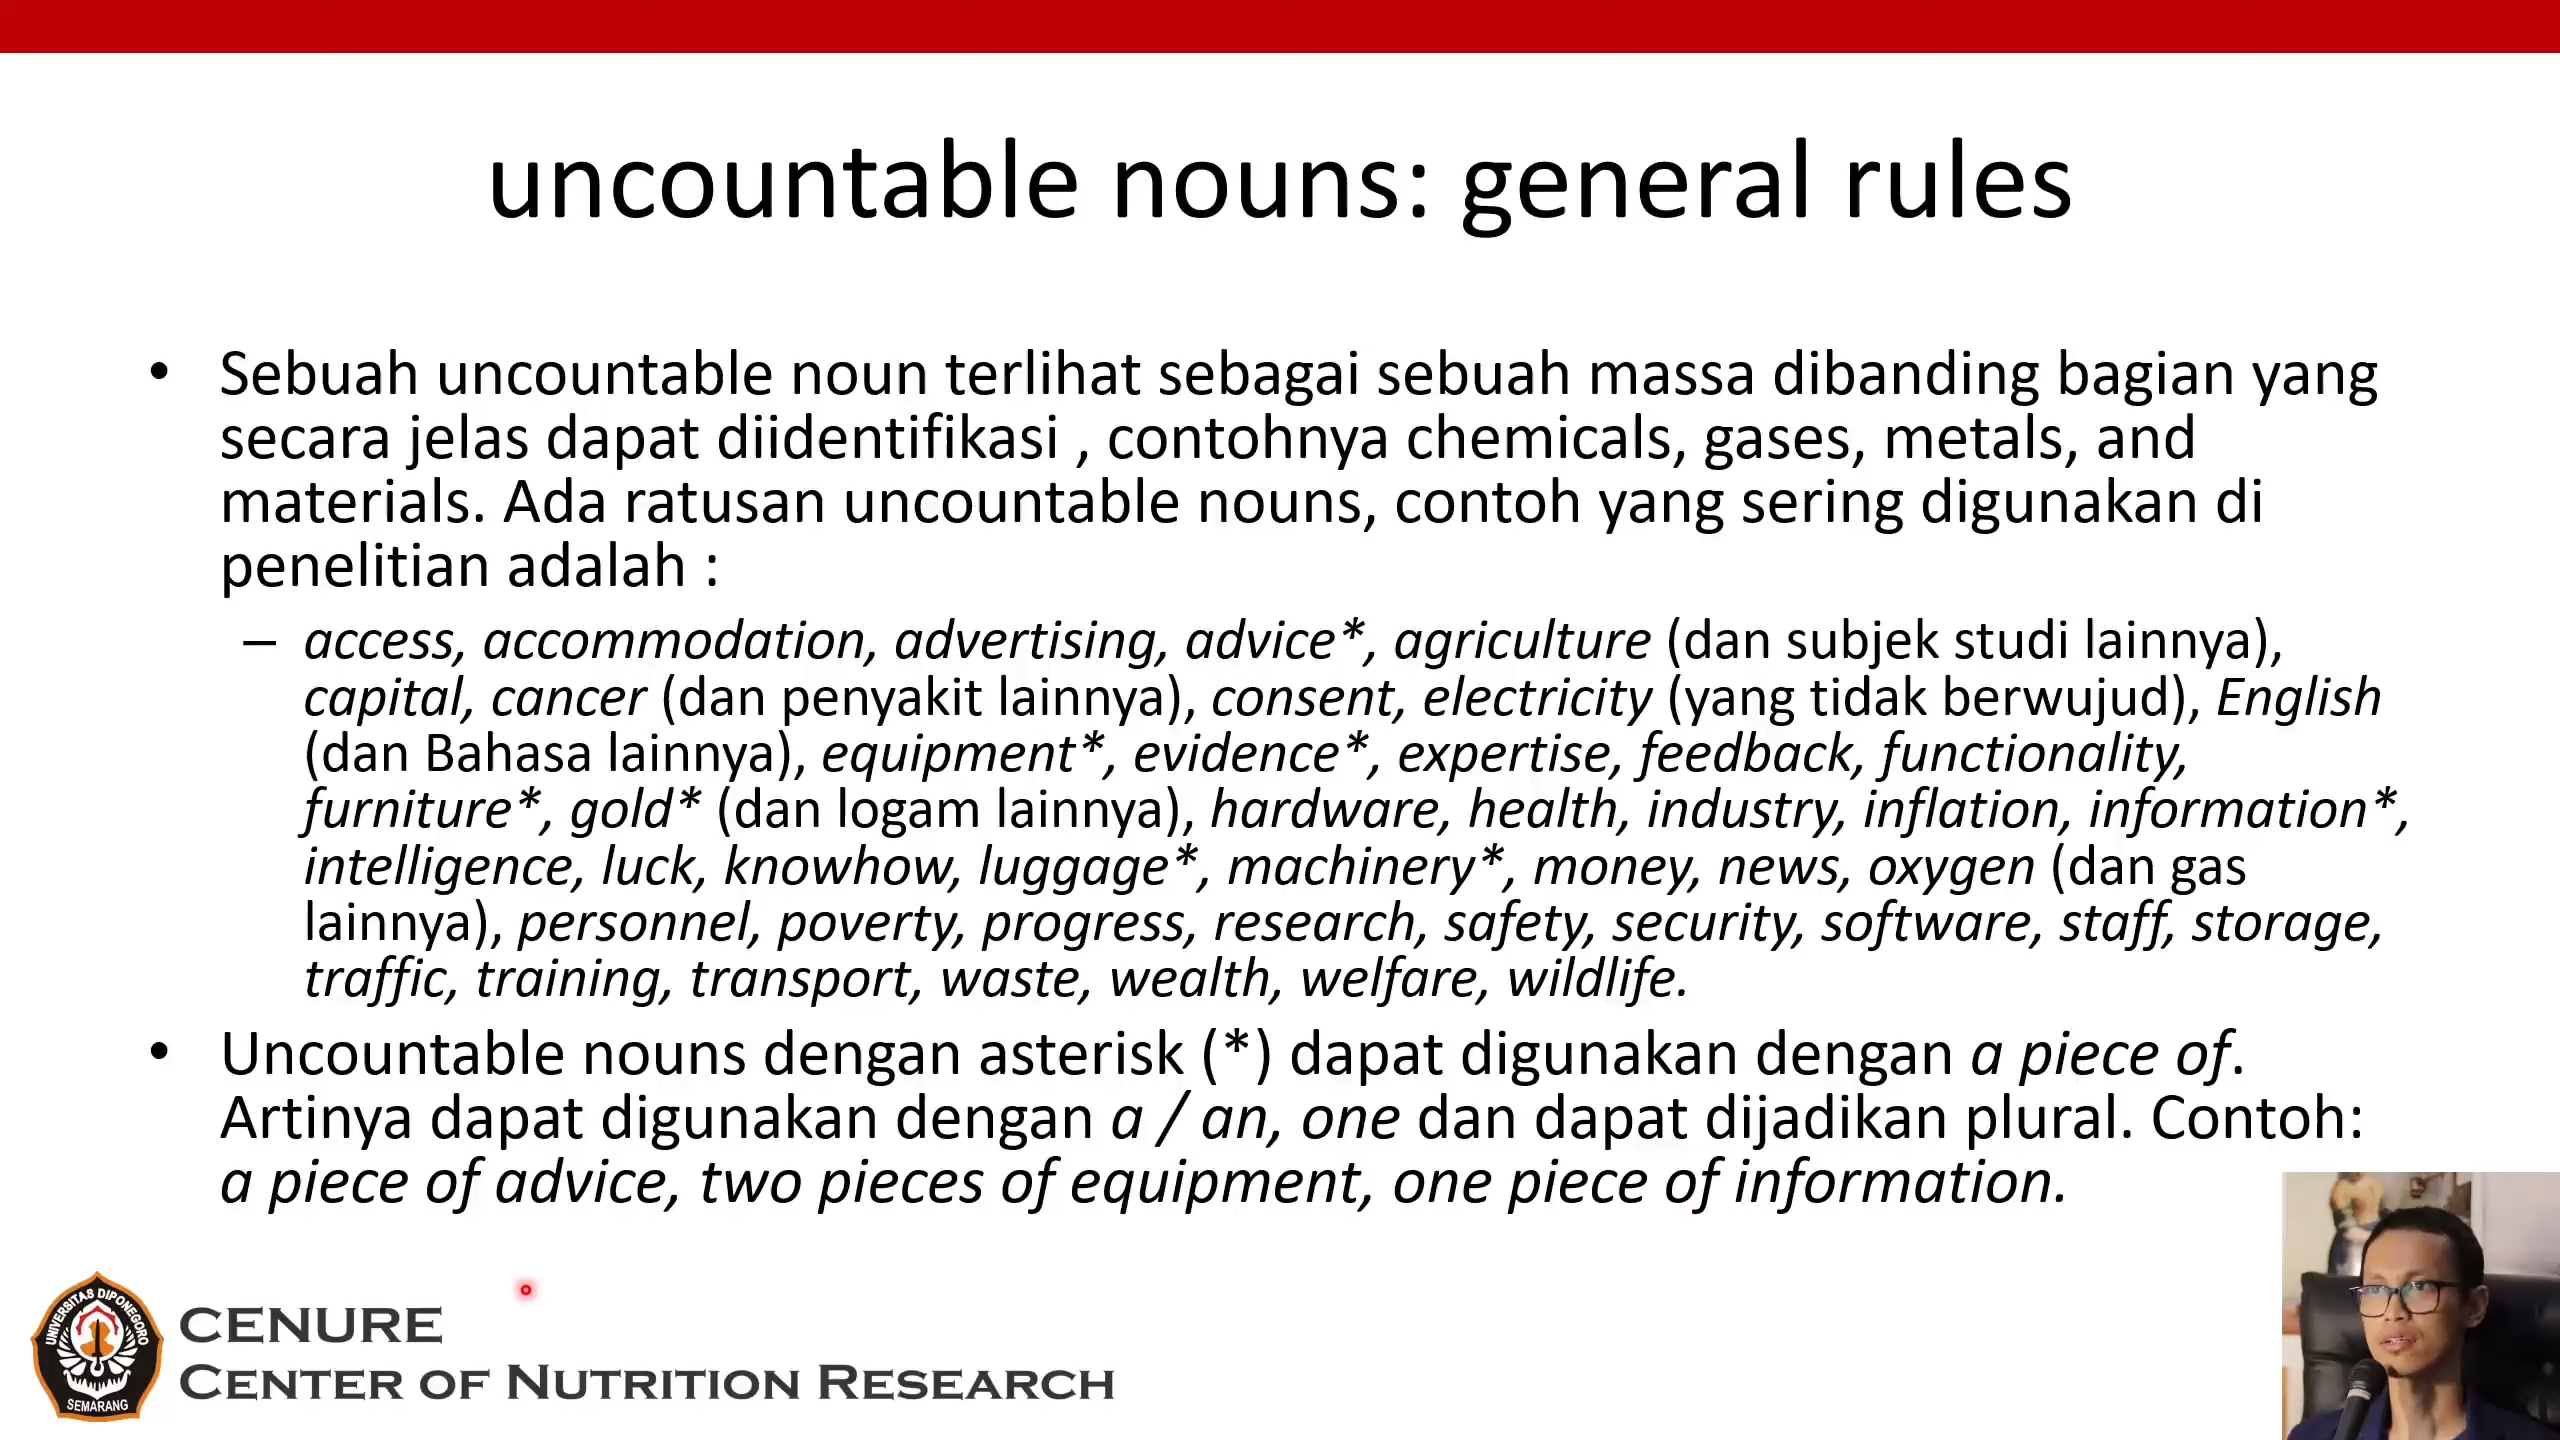 uncountable nouns: general rules
• Sebuah uncountable noun terlihat sebagai sebuah massa dibanding bagian yang
secara jelas dapat diidentifikasi , contohnya chemicals, gases, metals, and
materials. Ada ratusan uncountable nouns, contoh yang sering digunakan di
penelitian adalah :
– access, accommodation, advertising, advice*, agriculture (dan subjek studi lainnya),
capital, cancer (dan penyakit lainnya), consent, electricity (yang tidak berwujud), English
(dan Bahasa lainnya), equipment*, evidence*, expertise, feedback, functionality,
furniture*, gold* (dan logam lainnya), hardware, health, industry, inflation, information*,
intelligence, luck, knowhow, luggage*, machinery*, money, news, oxygen (dan gas
lainnya), personnel, poverty, progress, research, safety, security, software, staff, storage,
traffic, training, transport, waste, wealth, welfare, wildlife.
• Uncountable nouns dengan asterisk (*) dapat digunakan dengan a piece of.
Artinya dapat digunakan dengan a / an, one dan dapat dijadikan plural. Contoh:
a piece of advice, two pieces of equipment, one piece of information.
UNIVERSITAS DIPONEGORO
SEMARANG
CENURE
CENTER OF NUTRITION RESEARCH